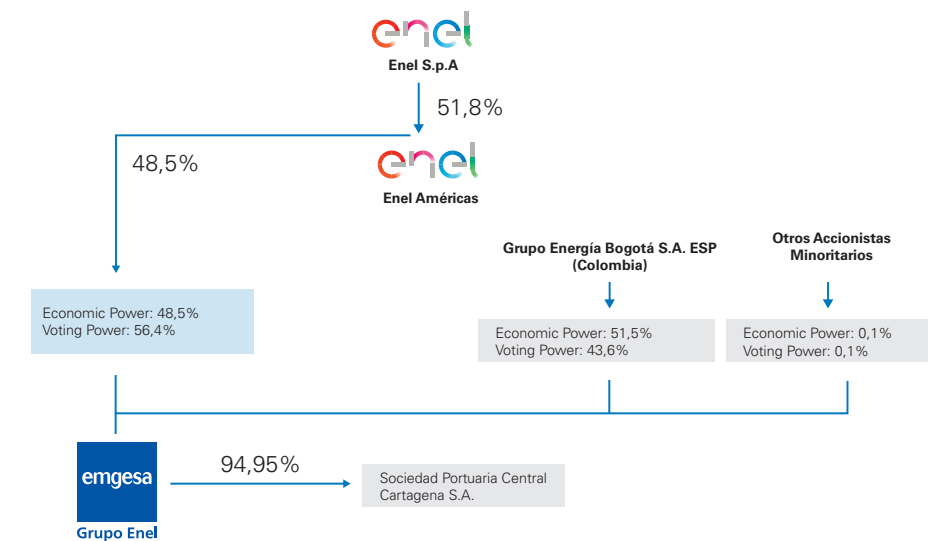 enel
Enel S.p.A
51,8%
48,5%
enel
Enel Américas
Grupo Energía Bogotá S.A. ESP
(Colombia)
Otros Accionistas
Minoritarios
Economic Power: 48,5%
Voting Power: 56,4%
Economic Power: 51,5%
Voting Power: 43,6%
Economic Power: 0,1%
Voting Power: 0,1%
emgesa
Grupo Enel
94,95%
Sociedad Portuaria Central
Cartagena S.A.